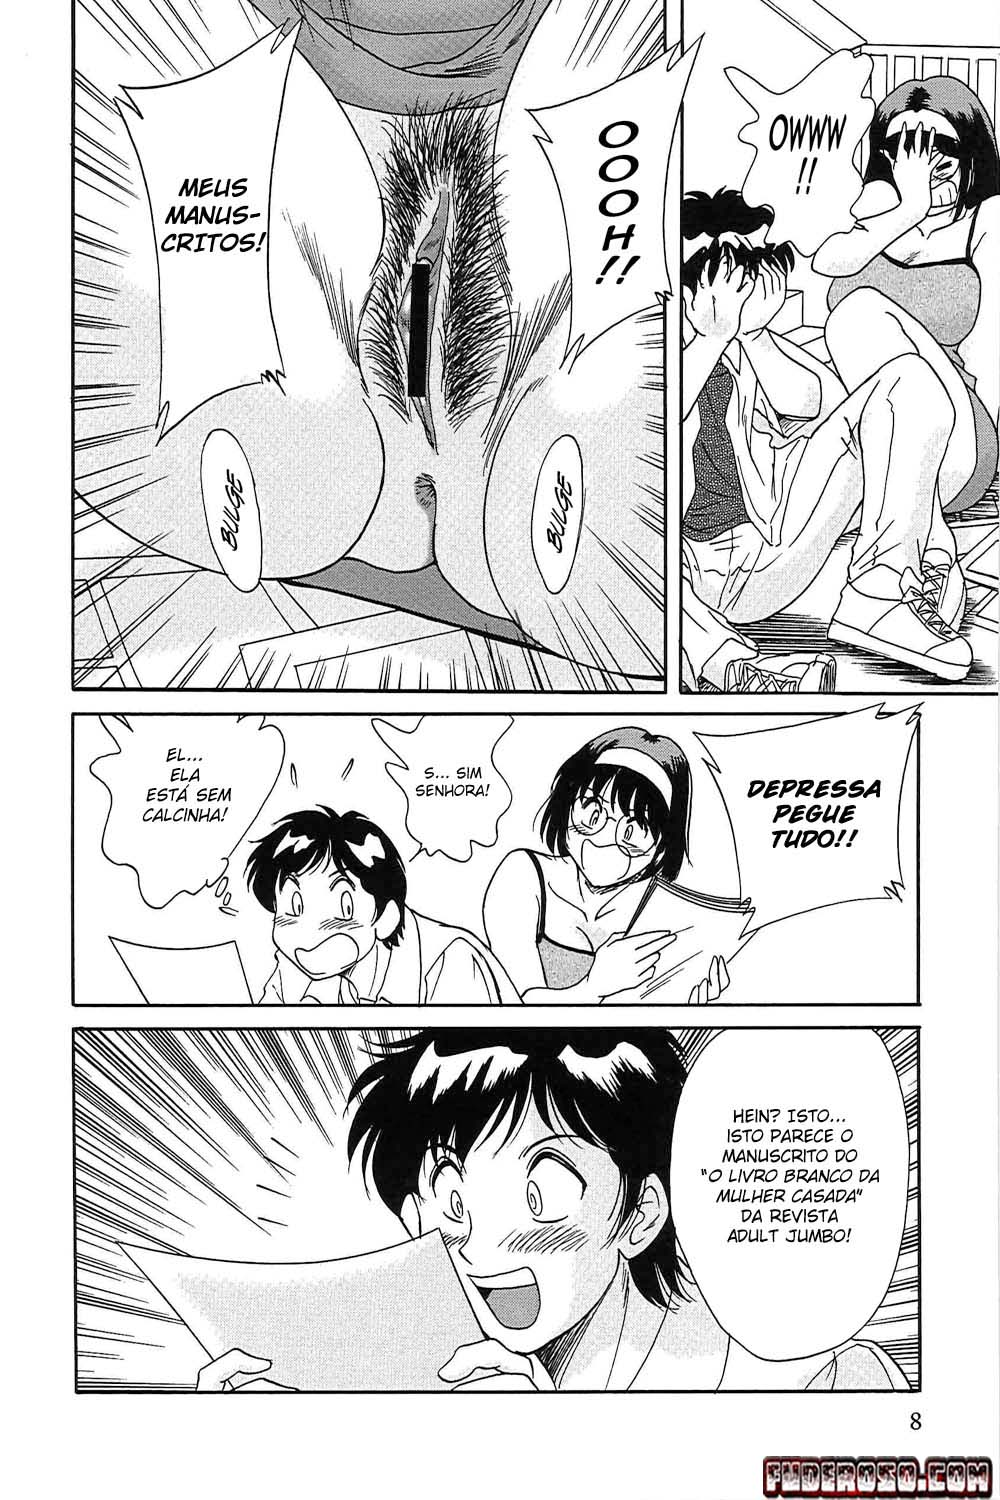 OWWW
!!
OOOH!!
MEUS
MANUS-
CRITOS!
BULGE
BULGE
DEPRESSA
PEGUE
TUDO!!
S... SIM
SENHORA!
EL...
ELA
ESTÁ SEM
CALCINHA!
HEIN? ISTO...
ISTO PARECE O
MANUSCRITO DO
"O LIVRO BRANCO DA
MULHER CASADA"
DA REVISTA
ADULT JUMBO!
8
FUDEROSO.COM